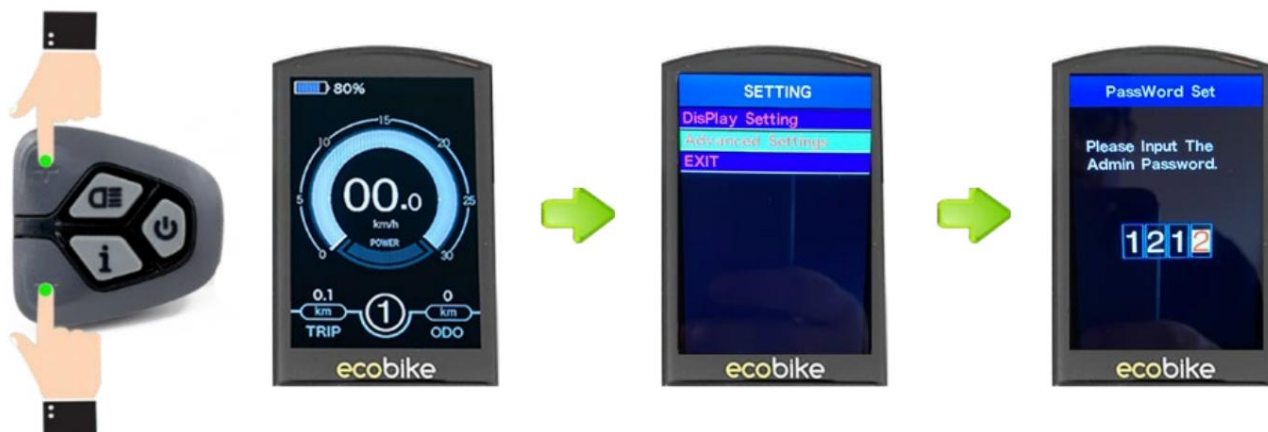 +
i
-
80%
15
10
20
5
25
00.0
km/h
POWER
0
30
0.1
km
TRIP
1
0
km
ODO
ecobike
SETTING
DisPlay Setting
Advanced Settings
EXIT
ecobike
PassWord Set
Please Input The
Admin Password.
1212
ecobike